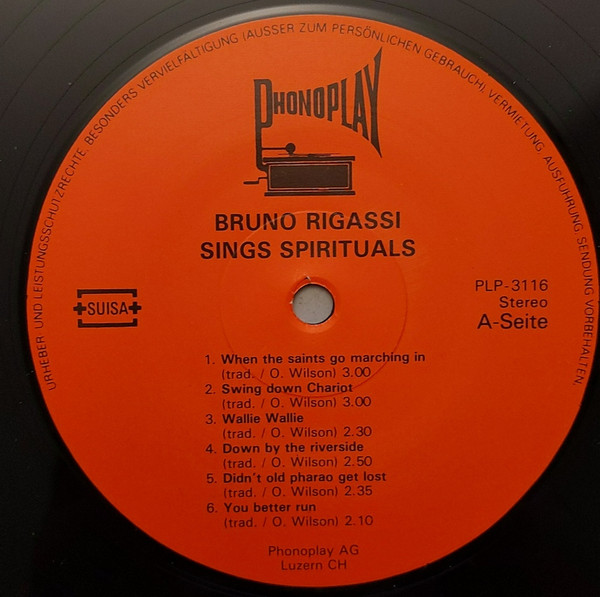 URHEBER- UND LEISTUNGSSCHUTZRECHTE, BESONDERS VERVIELFÄLTIGUNG (AUSSER ZUM PERSÖNLICHEN GEBRAUCH), VERMIETUNG, AUFFÜHRUNG, SENDUNG VORBEHALTEN.
PHONOPLAY
BRUNO RIGASSI
SINGS SPIRITUALS
SUISA
PLP-3116
Stereo
A-Seite
1. When the saints go marching in
(trad. / O. Wilson) 3.00
2. Swing down Chariot
(trad. / O. Wilson) 3.00
3. Wallie Wallie
(trad. / O. Wilson) 2.30
4. Down by the riverside
(trad. / O. Wilson) 2.50
5. Didn't old pharao get lost
(trad. / O. Wilson) 2.35
6. You better run
(trad. / O. Wilson) 2.10
Phonoplay AG
Luzern CH